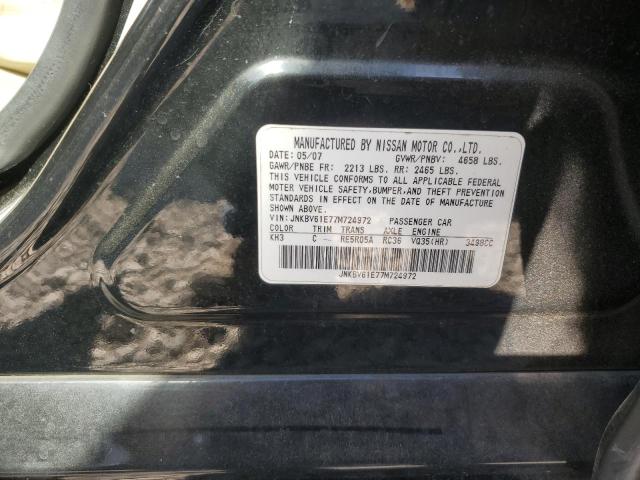 MANUFACTURED BY NISSAN MOTOR CO.,LTD.
DATE: 05/07 GVWR/PNBV: 4658 LBS.
GAWR/PNBE FR: 2213 LBS. RR: 2465 LBS.
THIS VEHICLE CONFORMS TO ALL APPLICABLE FEDERAL
MOTOR VEHICLE SAFETY,BUMPER,AND THEFT PREVENTION
STANDARDS IN EFFECT ON THE DATE OF MANUFACTURE
SHOWN ABOVE.
VIN: JNKBV61E77M724972 PASSENGER CAR
COLOR TRIM TRANS AXLE ENGINE
KH3 C - RE5R05A RC36 VQ35(HR) 3498CC
JNKBV61E77M724972